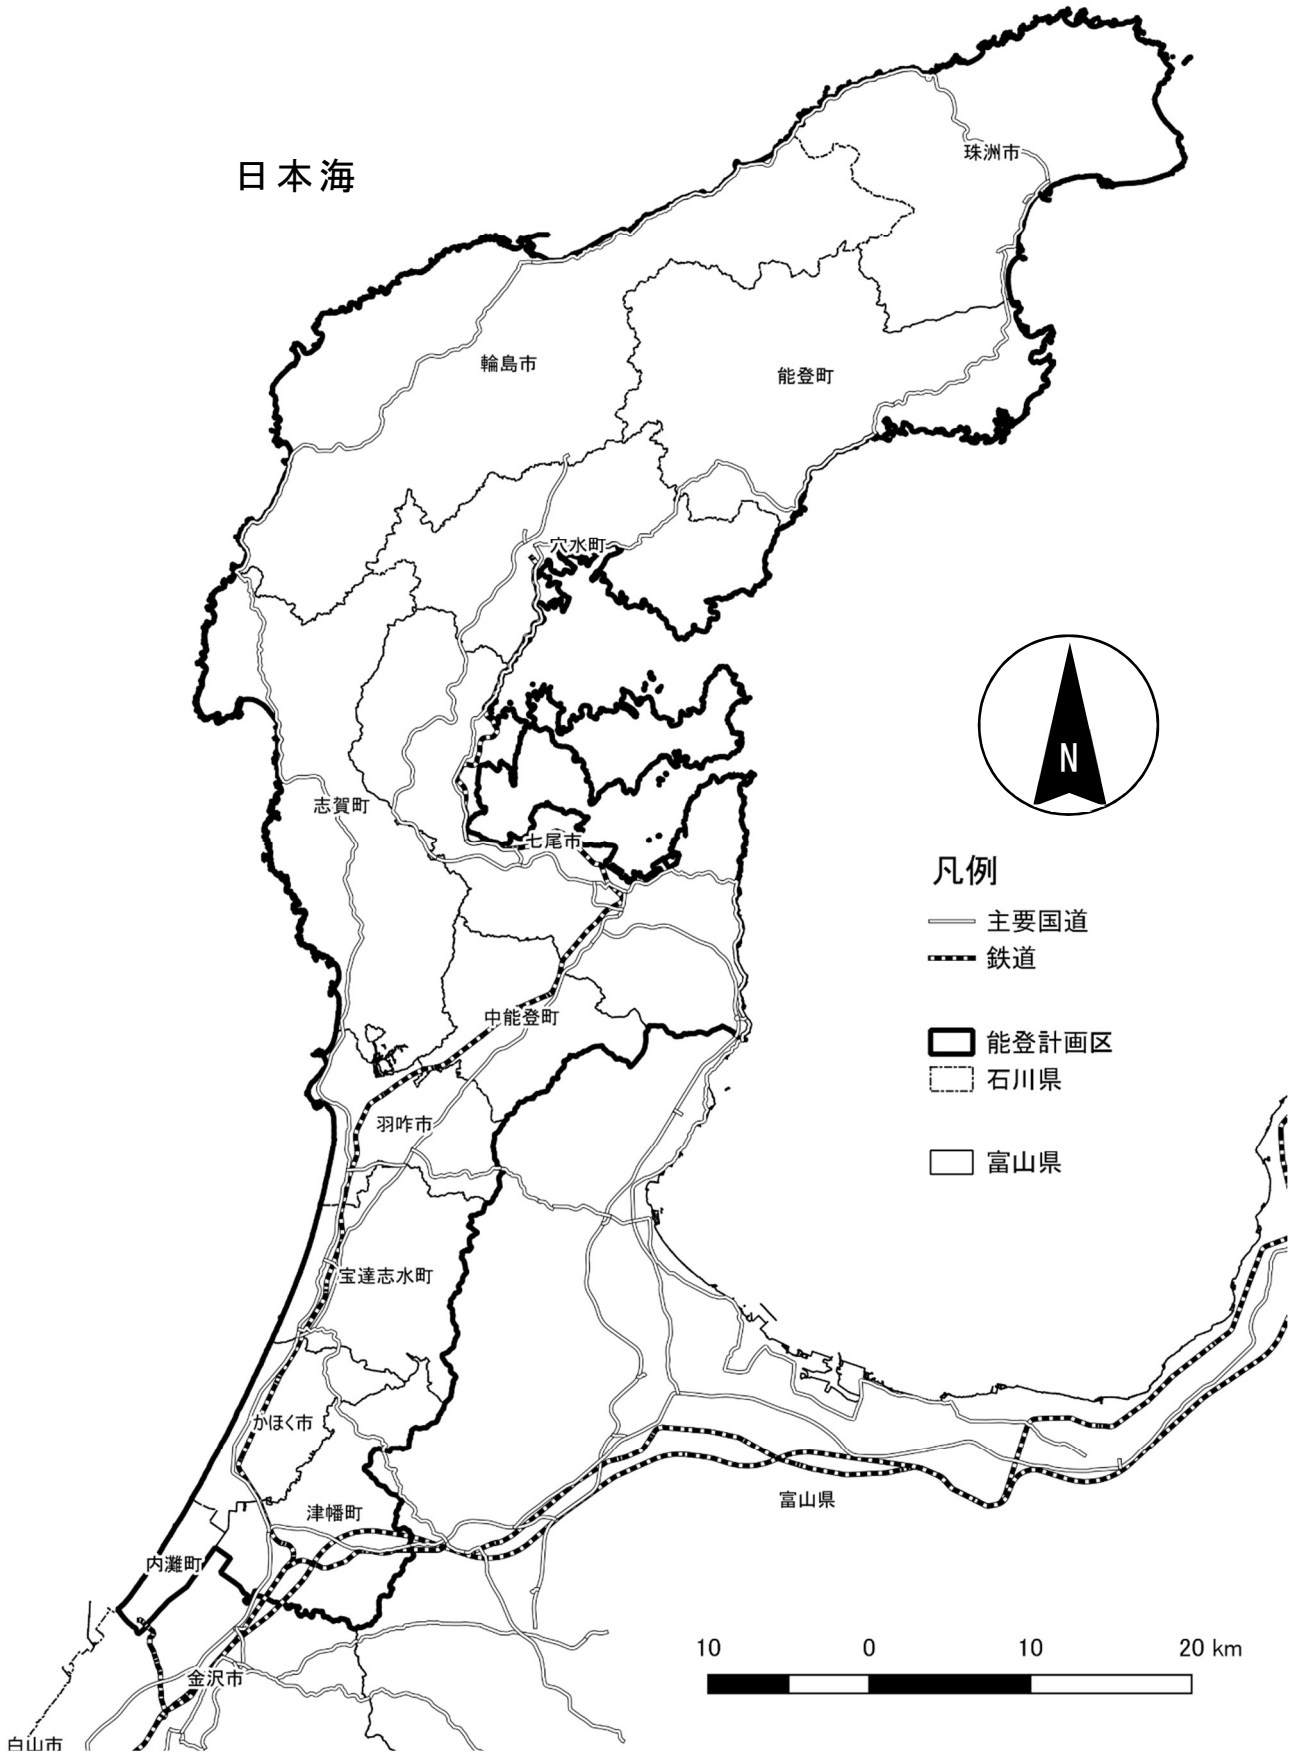 日本海
珠洲市
輪島市
能登町
穴水町
志賀町
七尾市
中能登町
羽咋市
宝達志水町
かほく市
津幡町
内灘町
金沢市
白山市
富山県
N
凡例
主要国道
鉄道
能登計画区
石川県
富山県
10 0 10 20 km